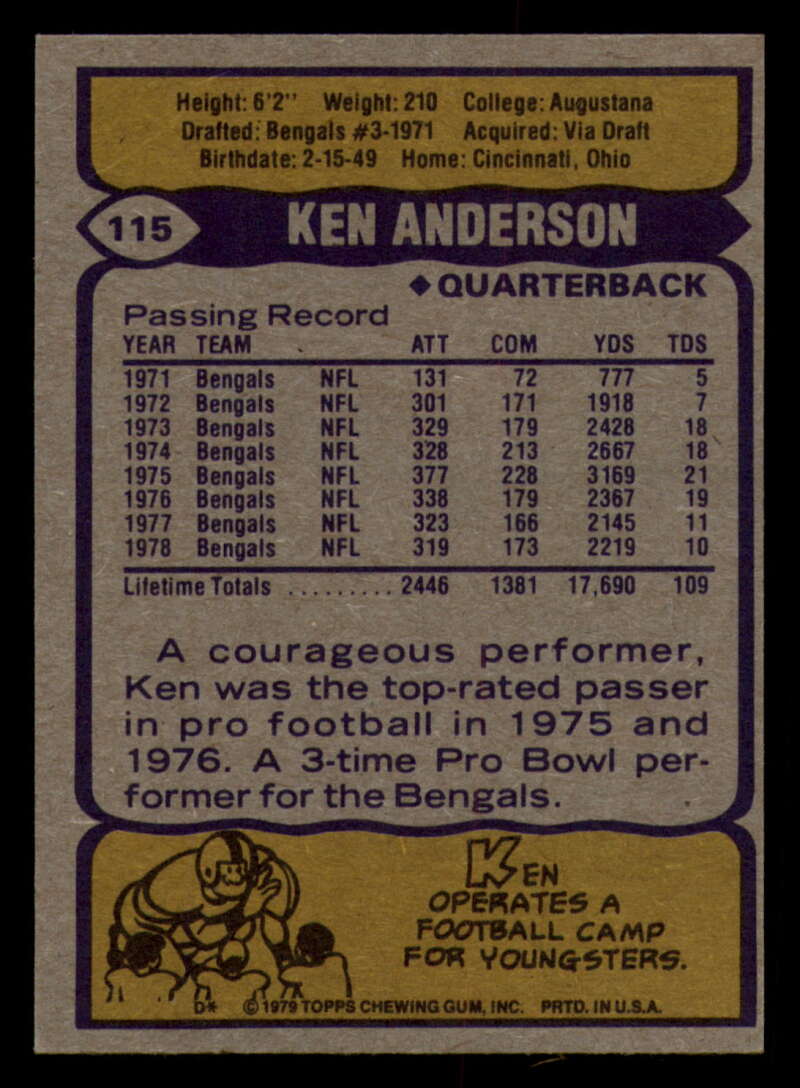 Height: 6'2" Weight: 210 College: Augustana
Drafted: Bengals #3-1971 Acquired: Via Draft
Birthdate: 2-15-49 Home: Cincinnati, Ohio
115 KEN ANDERSON
◆ QUARTERBACK
Passing Record
YEAR TEAM ATT COM YDS TDS
1971 Bengals NFL 131 72 777 5
1972 Bengals NFL 301 171 1918 7
1973 Bengals NFL 329 179 2428 18
1974 Bengals NFL 328 213 2667 18
1975 Bengals NFL 377 228 3169 21
1976 Bengals NFL 338 179 2367 19
1977 Bengals NFL 323 166 2145 11
1978 Bengals NFL 319 173 2219 10
Lifetime Totals ......... 2446 1381 17,690 109
A courageous performer,
Ken was the top-rated passer
in pro football in 1975 and
1976. A 3-time Pro Bowl per-
former for the Bengals.
KEN
OPERATES A
FOOTBALL CAMP
FOR YOUNGSTERS.
D* © 1979 TOPPS CHEWING GUM, INC. PRTD. IN U.S.A.